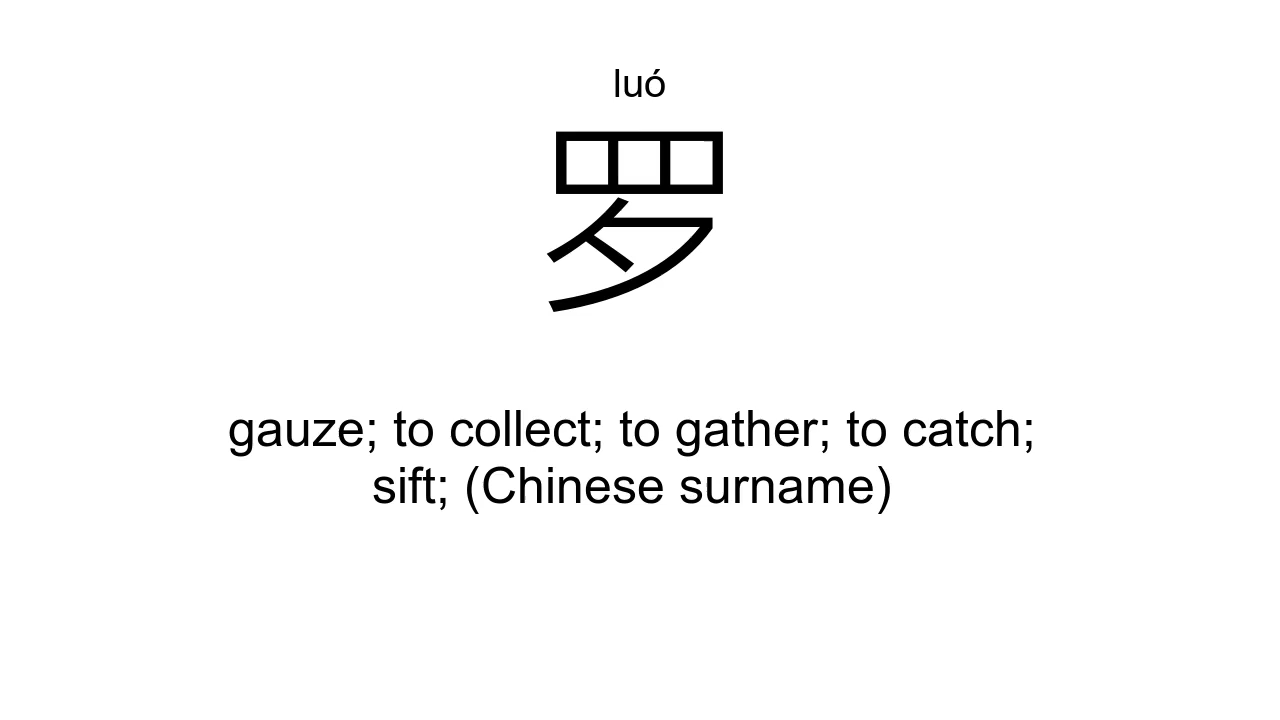 luó
罗
gauze; to collect; to gather; to catch;
sift; (Chinese surname)